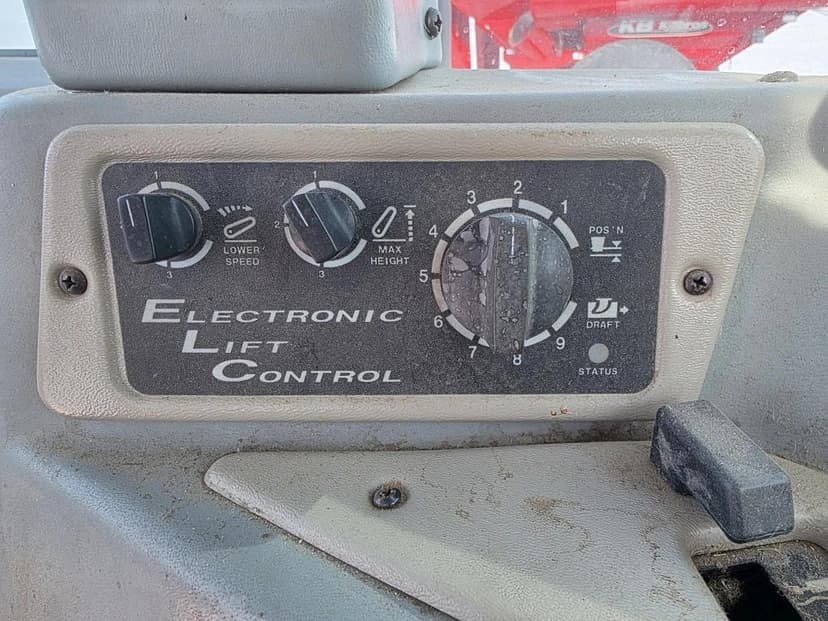 KB
1
3
LOWER
SPEED
1
2
3
MAX
HEIGHT
3
2
1
4
5
6
7
8
9
POS'N
DRAFT
STATUS
ELECTRONIC
LIFT
CONTROL